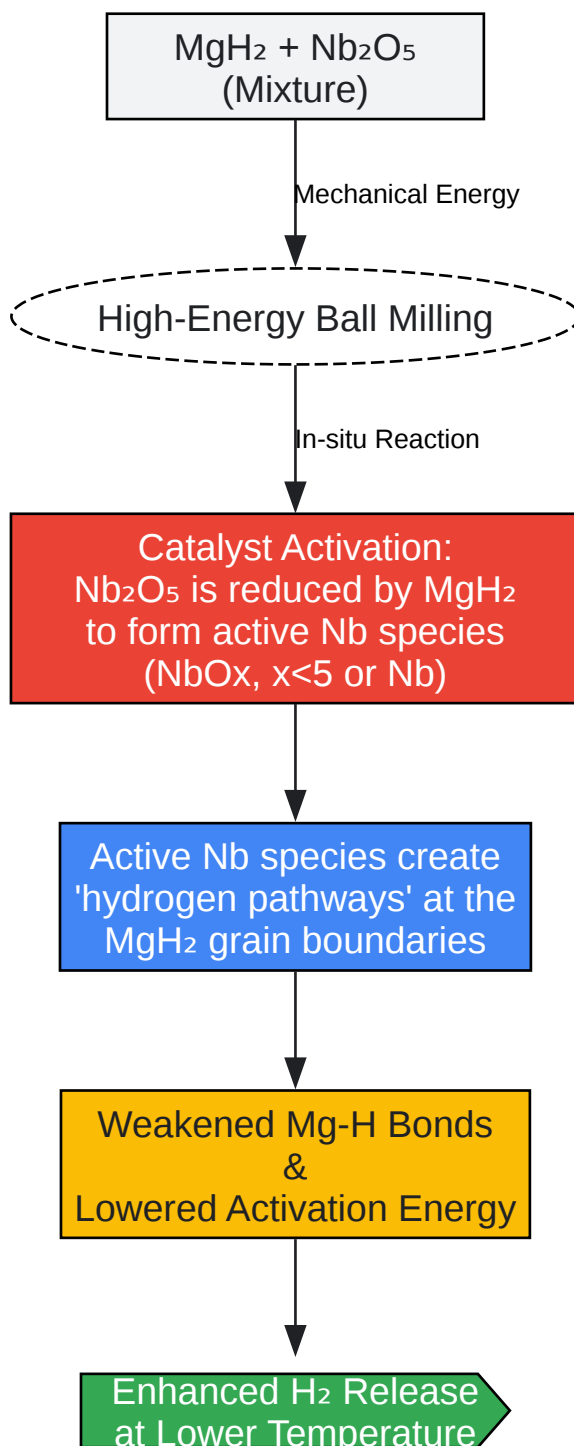 MgH₂ + Nb₂O₅
(Mixture)
Mechanical Energy
High-Energy Ball Milling
In-situ Reaction
Catalyst Activation:
Nb₂O₅ is reduced by MgH₂
to form active Nb species
(NbOx, x<5 or Nb)
Active Nb species create
'hydrogen pathways' at the
MgH₂ grain boundaries
Weakened Mg-H Bonds
&
Lowered Activation Energy
Enhanced H₂ Release
at Lower Temperature